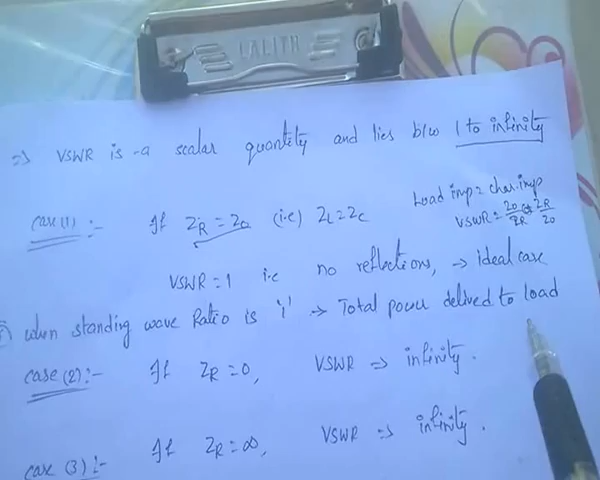 LALITH
⇒ VSWR is a scalar quantity and lies b/w 1 to infinity
Load imp = char.imp
case(1) :- If ZR = Z0 (i.e) ZL = ZC
VSWR = Z0/ZR ZR/Z0
VSWR = 1 i.e no reflections, → Ideal case
when standing wave Ratio is '1' → Total power delived to load
case (2) :- If ZR = 0, VSWR ⇒ infinity.
case (3) :- If ZR = ∞, VSWR ⇒ infinity.